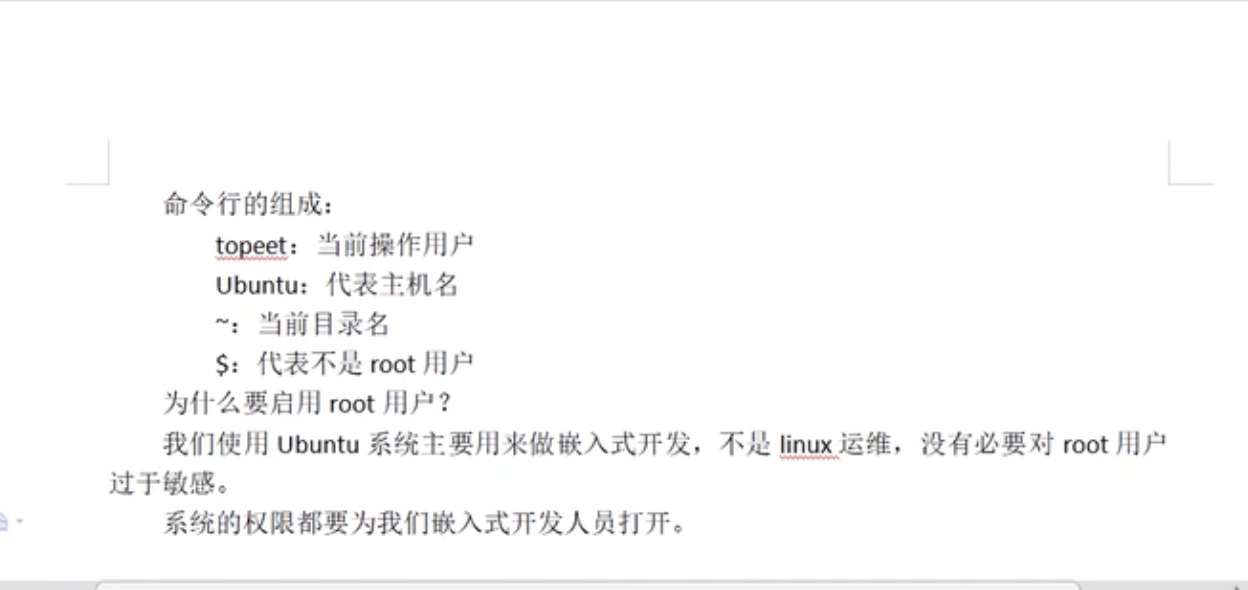 命令行的组成：
topeet：当前操作用户
Ubuntu：代表主机名
~：当前目录名
$：代表不是 root 用户
为什么要启用 root 用户？
我们使用 Ubuntu 系统主要用来做嵌入式开发，不是 linux 运维，没有必要对 root 用户
过于敏感。
系统的权限都要为我们嵌入式开发人员打开。